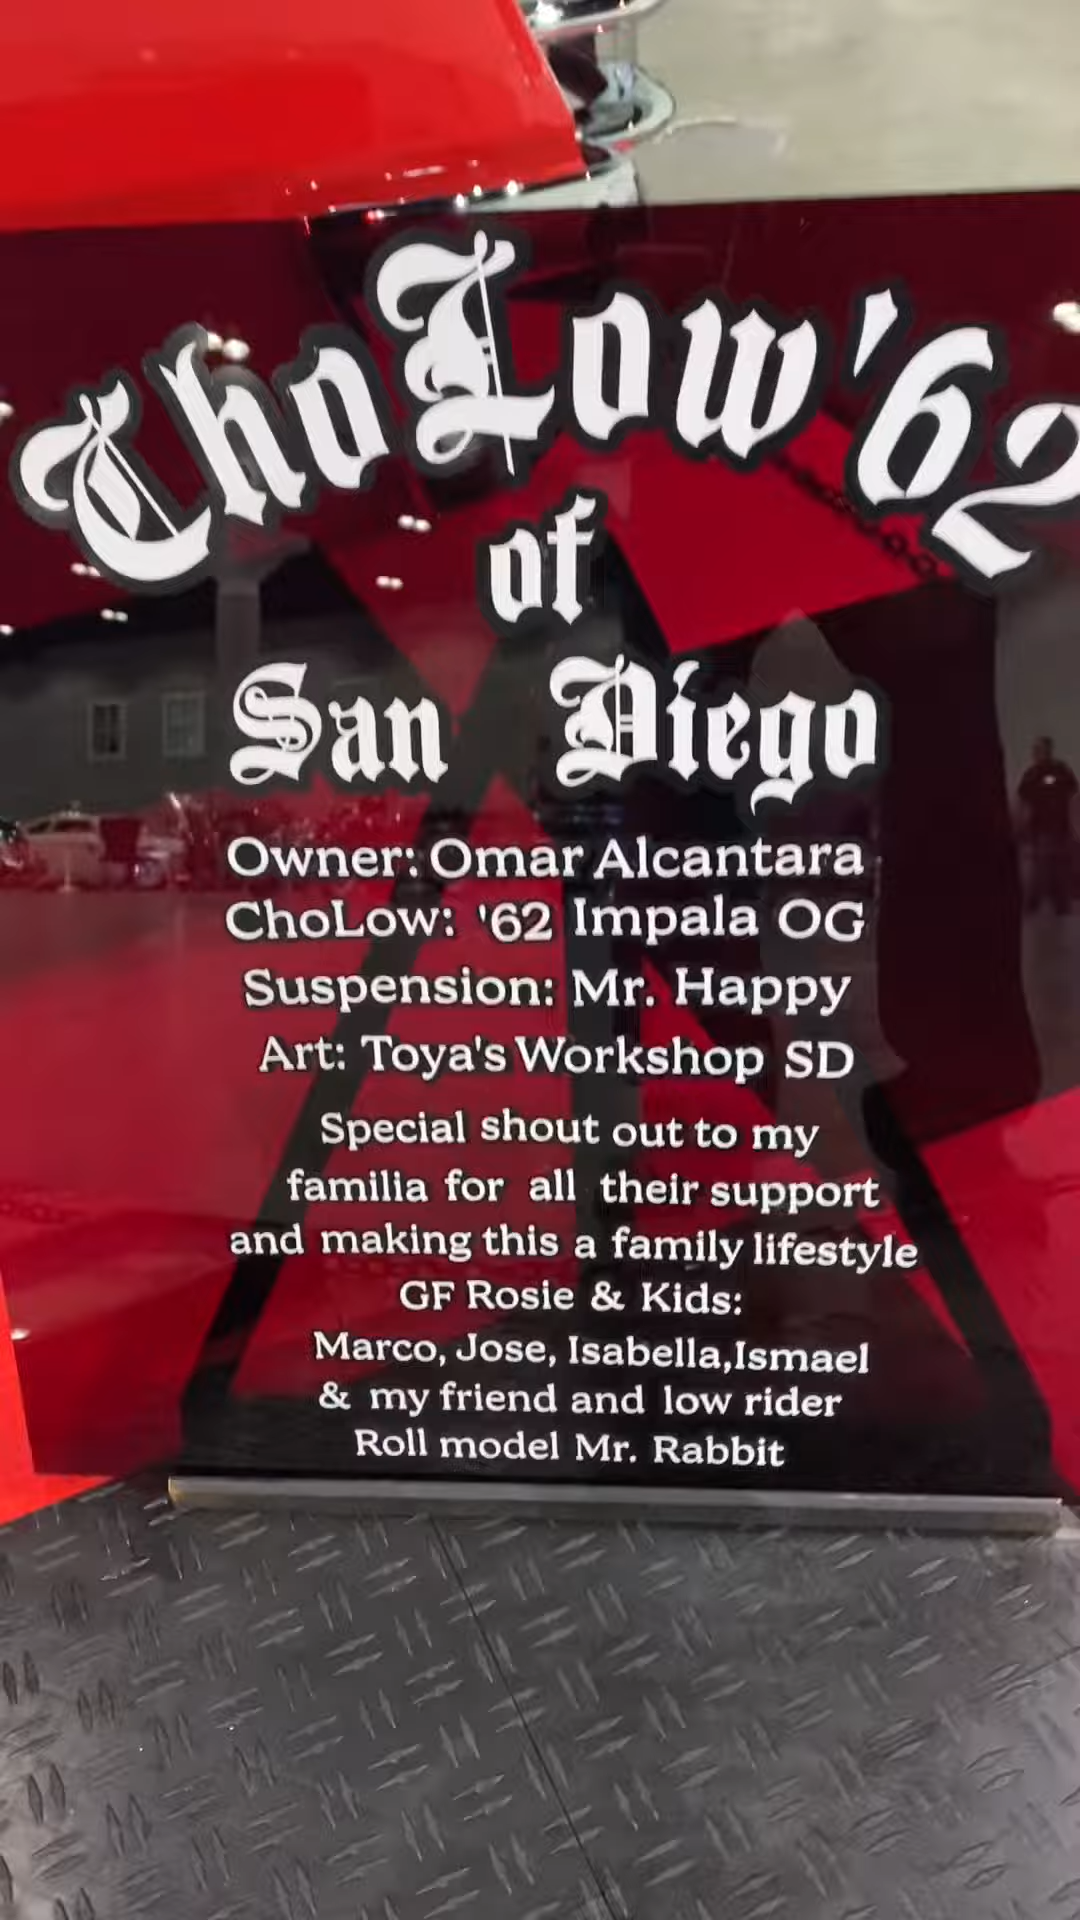 ChoLow '62
of
San Diego
Owner: Omar Alcantara
ChoLow: '62 Impala OG
Suspension: Mr. Happy
Art: Toya's Workshop SD
Special shout out to my
familia for all their support
and making this a family lifestyle
GF Rosie & Kids:
Marco, Jose, Isabella,Ismael
& my friend and low rider
Roll model Mr. Rabbit